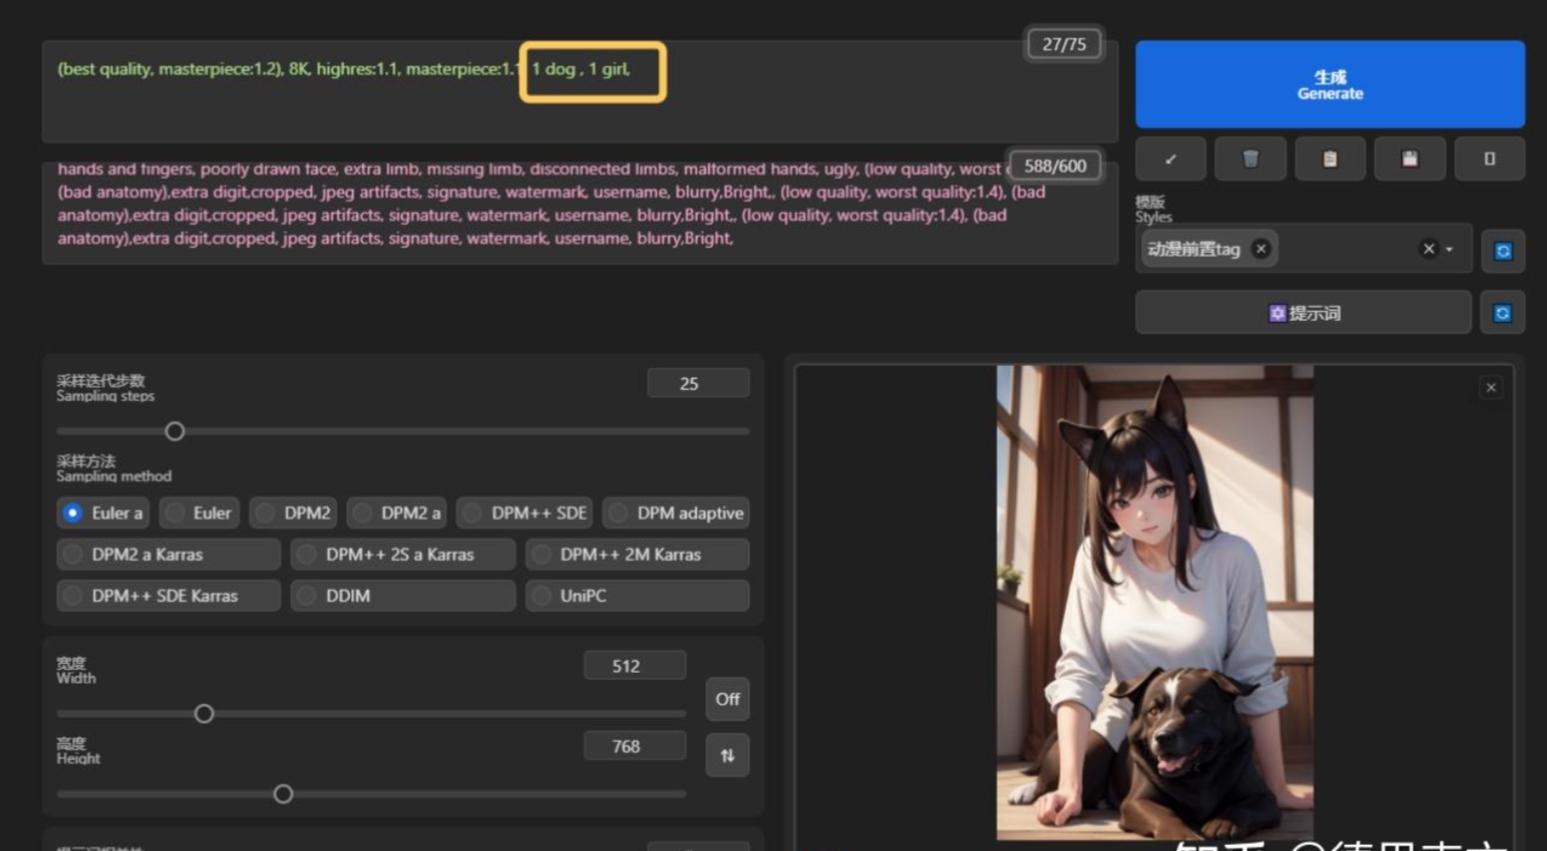 27/75
(best quality, masterpiece:1.2), 8K, highres:1.1, masterpiece:1.1 1 dog , 1 girl,
生成
Generate
588/600
hands and fingers, poorly drawn face, extra limb, missing limb, disconnected limbs, malformed hands, ugly, (low quality, worst
(bad anatomy),extra digit,cropped, jpeg artifacts, signature, watermark, username, blurry,Bright,, (low quality, worst quality:1.4), (bad
anatomy),extra digit,cropped, jpeg artifacts, signature, watermark, username, blurry,Bright,, (low quality, worst quality:1.4), (bad
anatomy),extra digit,cropped, jpeg artifacts, signature, watermark, username, blurry,Bright,
模版
Styles
动漫前置tag
提示词
采样迭代步数
Sampling steps
25
采样方法
Sampling method
Euler a Euler DPM2 DPM2 a DPM++ SDE DPM adaptive
DPM2 a Karras DPM++ 2S a Karras DPM++ 2M Karras
DPM++ SDE Karras DDIM UniPC
宽度
Width
512
Off
高度
Height
768